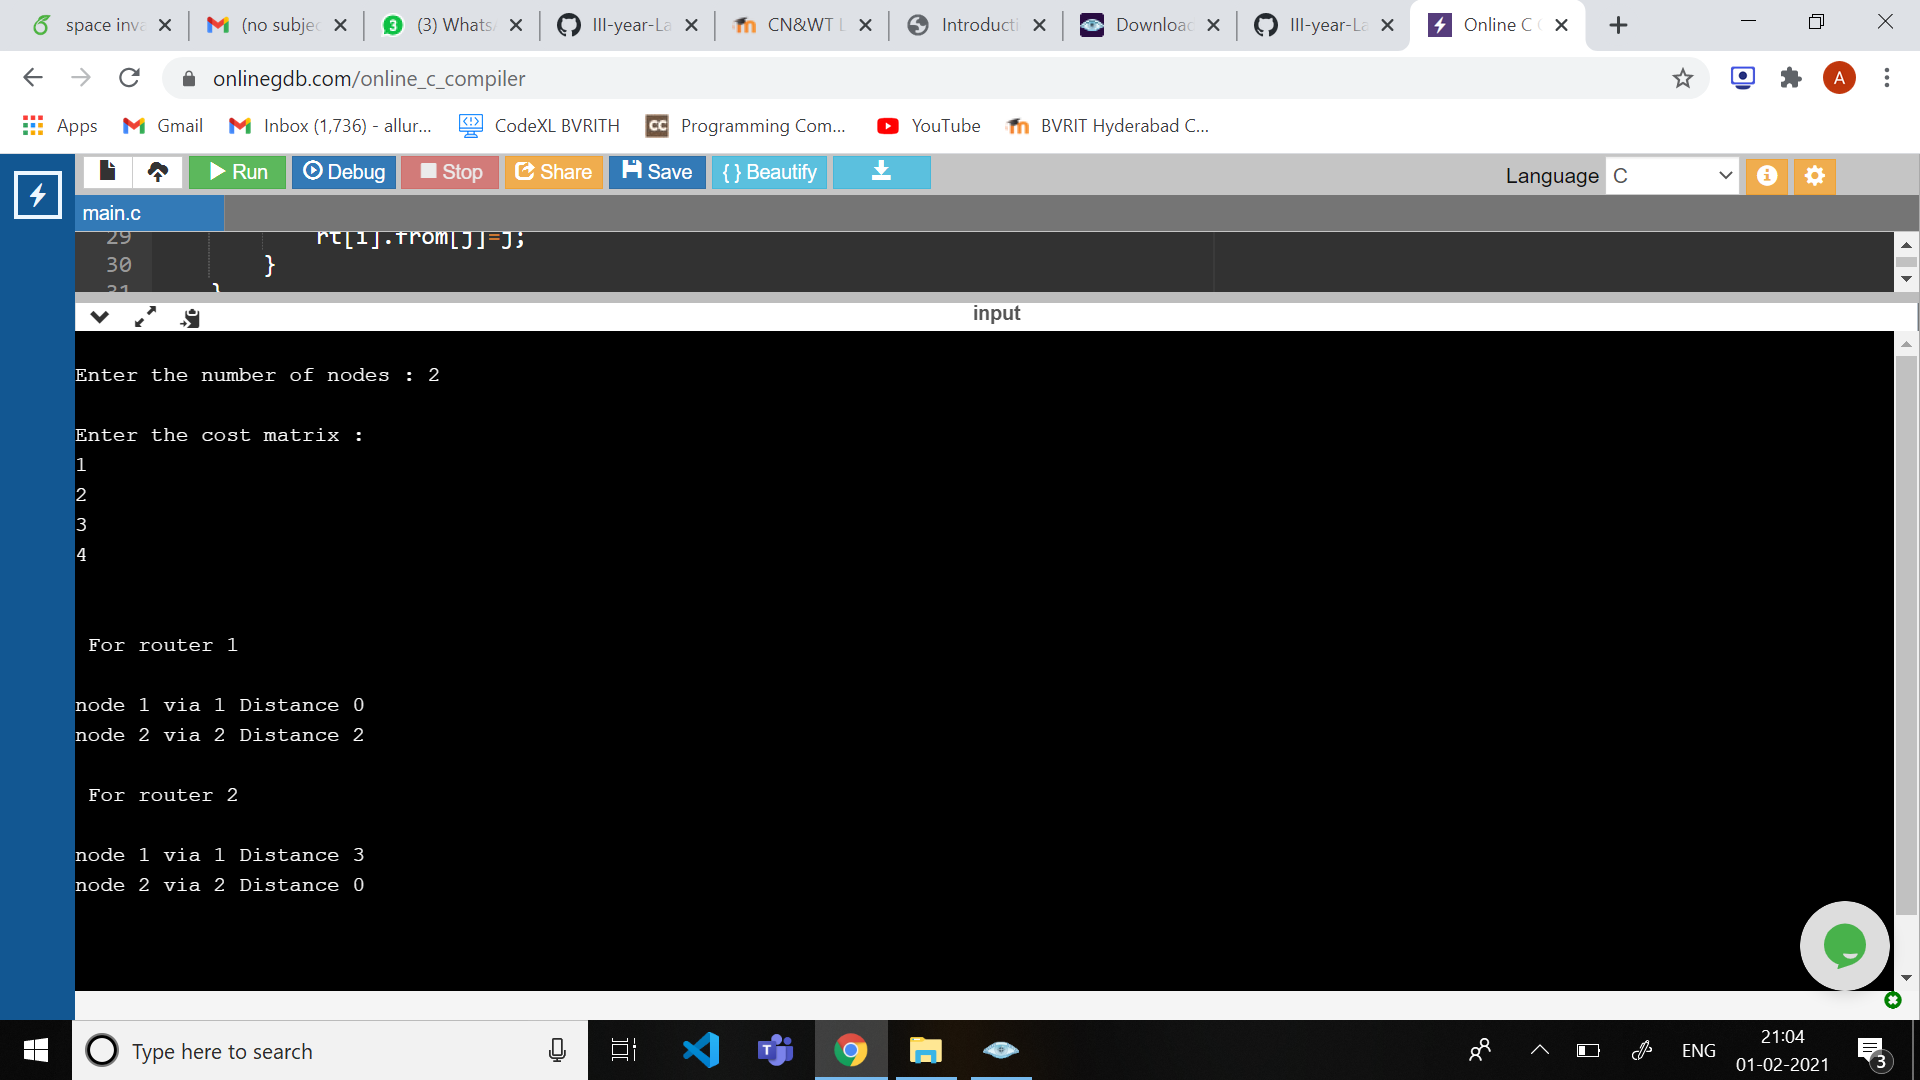 space inva
(no subjec
(3) Whats
III-year-La
CN&WT L
Introducti
Download
III-year-La
Online C C
onlinegdb.com/online_c_compiler
A
Apps
Gmail
Inbox (1,736) - allur...
CodeXL BVRITH
CC
Programming Com...
YouTube
BVRIT Hyderabad C...
Run
Debug
Stop
Share
Save
{ } Beautify
Language
C
main.c
29 rt[i].from[j]=j;
30 }
31 }
input
Enter the number of nodes : 2
Enter the cost matrix :
1
2
3
4
For router 1
node 1 via 1 Distance 0
node 2 via 2 Distance 2
For router 2
node 1 via 1 Distance 3
node 2 via 2 Distance 0
Type here to search
ENG
21:04
01-02-2021
3